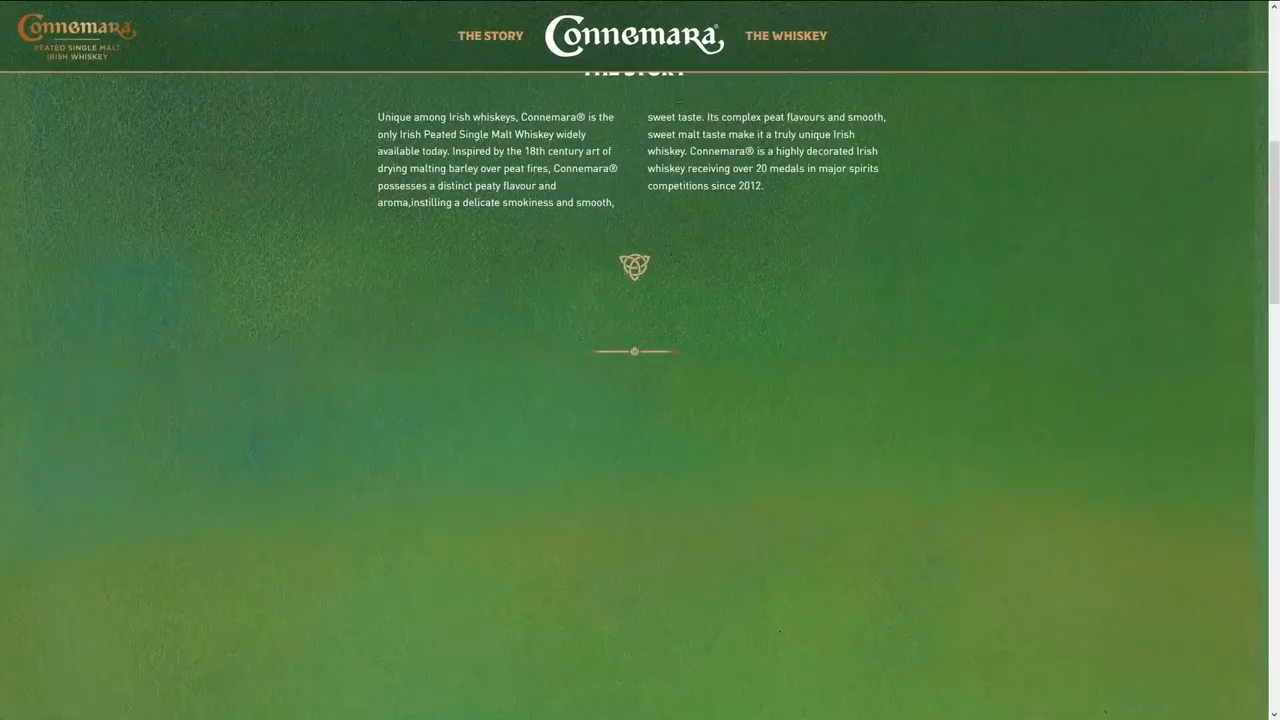 Connemara
PEATED SINGLE MALT
IRISH WHISKEY
THE STORY
Connemara®
THE WHISKEY
THE STORY
Unique among Irish whiskeys, Connemara® is the
only Irish Peated Single Malt Whiskey widely
available today. Inspired by the 18th century art of
drying malting barley over peat fires, Connemara®
possesses a distinct peaty flavour and
aroma,instilling a delicate smokiness and smooth,
sweet taste. Its complex peat flavours and smooth,
sweet malt taste make it a truly unique Irish
whiskey. Connemara® is a highly decorated Irish
whiskey receiving over 20 medals in major spirits
competitions since 2012.